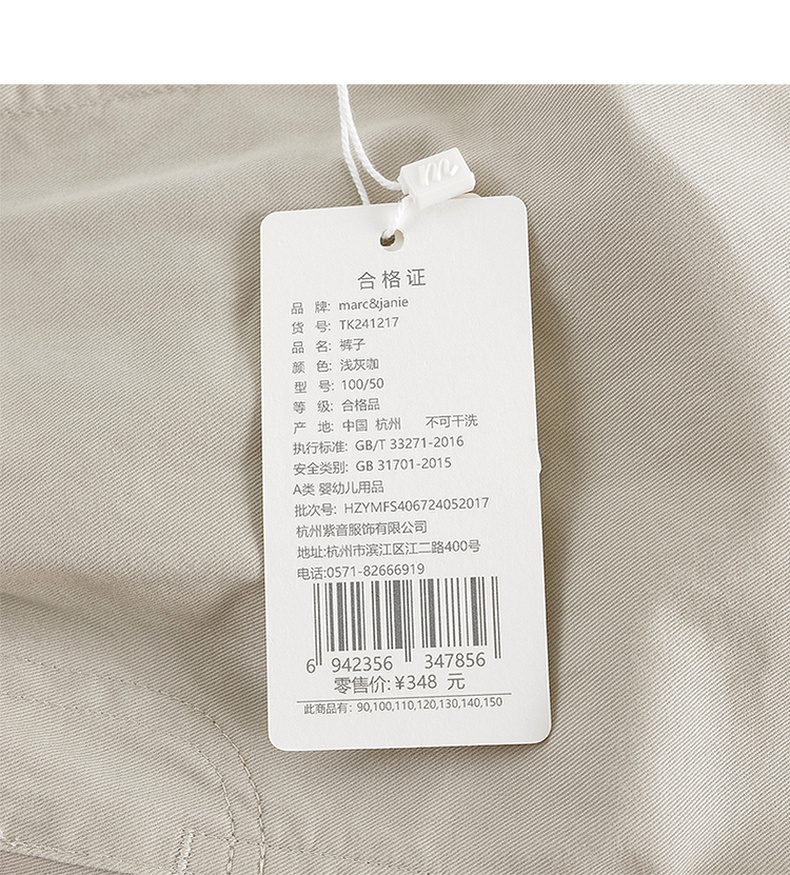 m
合格证
品 牌: marc&janie
货 号: TK241217
品 名: 裤子
颜 色: 浅灰咖
型 号: 100/50
等 级: 合格品
产 地: 中国 杭州 不可干洗
执行标准: GB/T 33271-2016
安全类别: GB 31701-2015
A类 婴幼儿用品
批次号: HZYMFS406724052017
杭州紫音服饰有限公司
地址:杭州市滨江区江二路400号
电话:0571-82666919
6 942356 347856
零售价:¥348 元
此商品有: 90,100,110,120,130,140,150